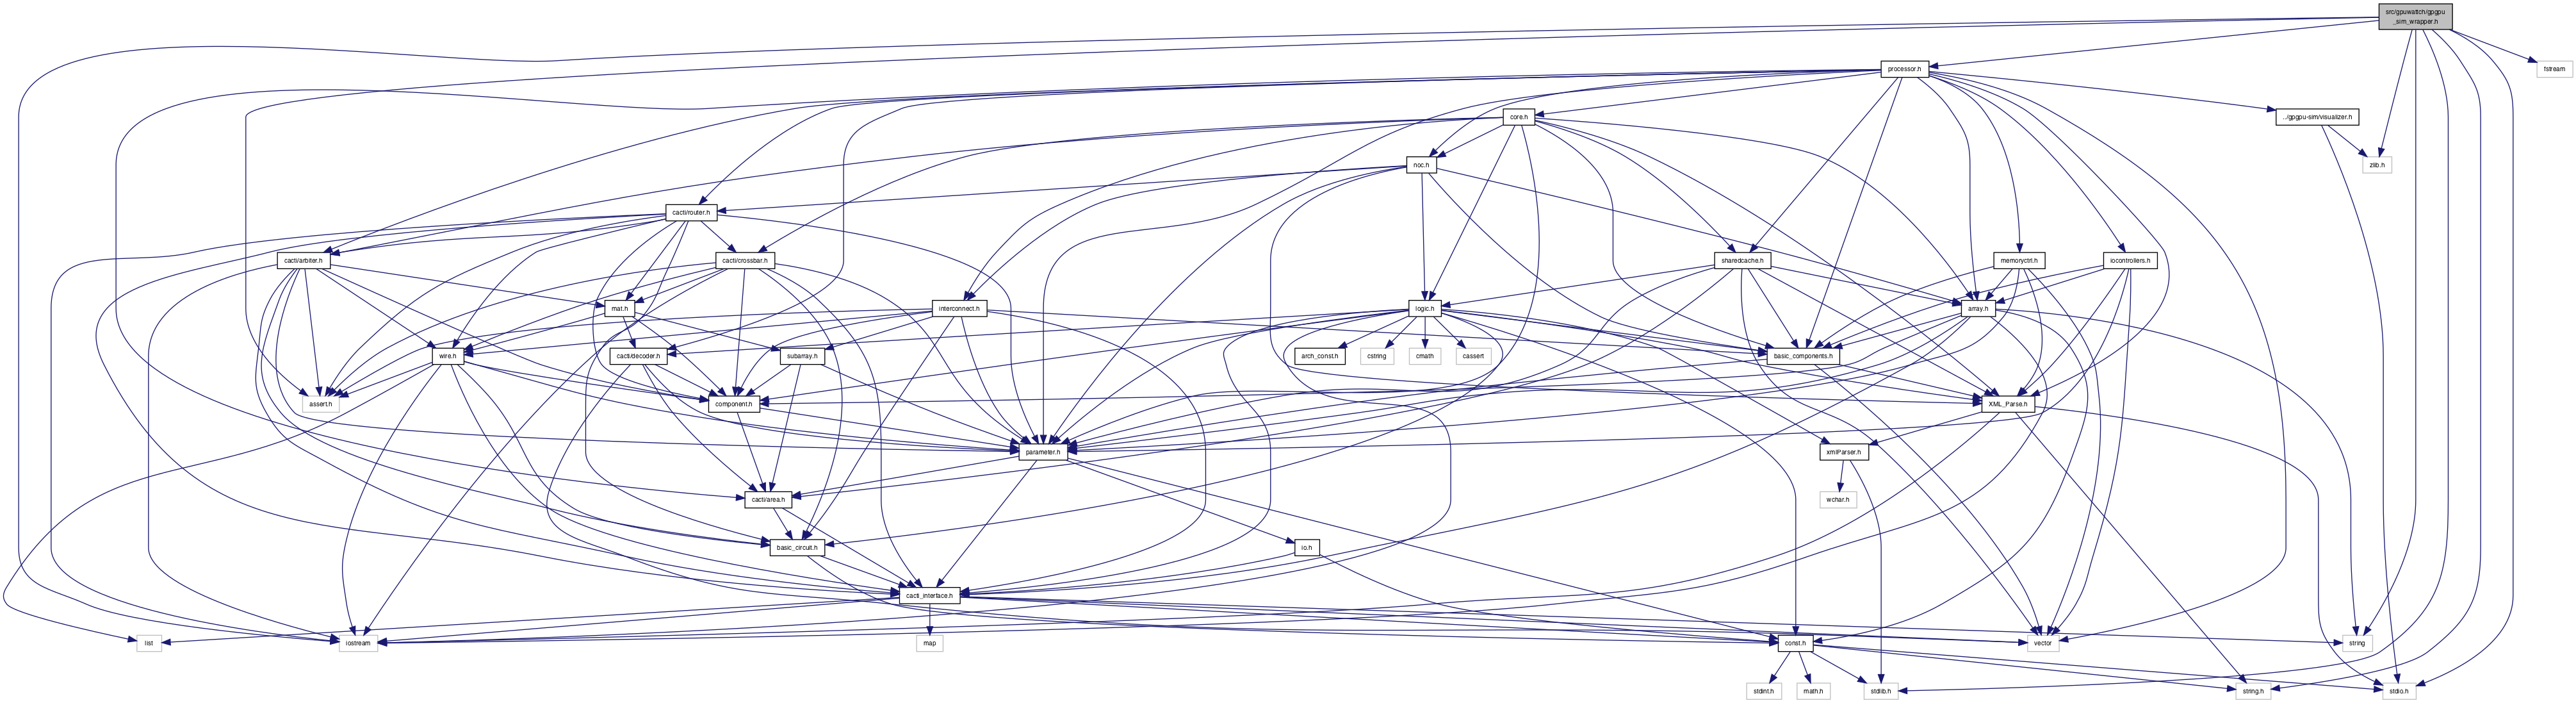 src/gpuwattch/gpgpu
_sim_wrapper.h
processor.h
fstream
core.h
../gpgpu-sim/visualizer.h
noc.h
zlib.h
cacti/router.h
cacti/arbiter.h
cacti/crossbar.h
sharedcache.h
memoryctrl.h
iocontrollers.h
mat.h
interconnect.h
logic.h
array.h
wire.h
cacti/decoder.h
subarray.h
arch_const.h
cstring
cmath
cassert
basic_components.h
assert.h
component.h
XML_Parse.h
parameter.h
xmlParser.h
cacti/area.h
wchar.h
basic_circuit.h
io.h
cacti_interface.h
list
iostream
map
const.h
vector
string
stdint.h
math.h
stdlib.h
string.h
stdio.h